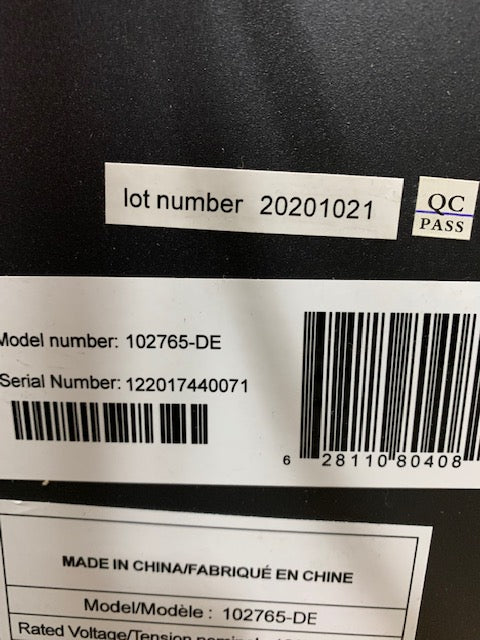 lot number 20201021
QC
PASS
Model number: 102765-DE
Serial Number: 122017440071
6 28110 80408
MADE IN CHINA/FABRIQUÉ EN CHINE
Model/Modèle : 102765-DE
Rated Voltage/Tension